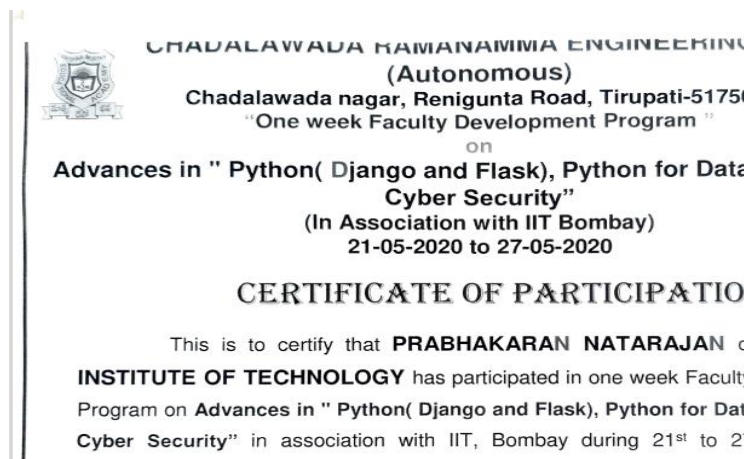 CHADALAWADA RAMANAMMA ENGINEERING
(Autonomous)
Chadalawada nagar, Renigunta Road, Tirupati-51750
"One week Faculty Development Program "
on
Advances in " Python( Django and Flask), Python for Data
Cyber Security”
(In Association with IIT Bombay)
21-05-2020 to 27-05-2020
CERTIFICATE OF PARTICIPATIO
This is to certify that PRABHAKARAN NATARAJAN
INSTITUTE OF TECHNOLOGY has participated in one week Faculty
Program on Advances in " Python( Django and Flask), Python for Dat
Cyber Security” in association with IIT, Bombay during 21st to 2